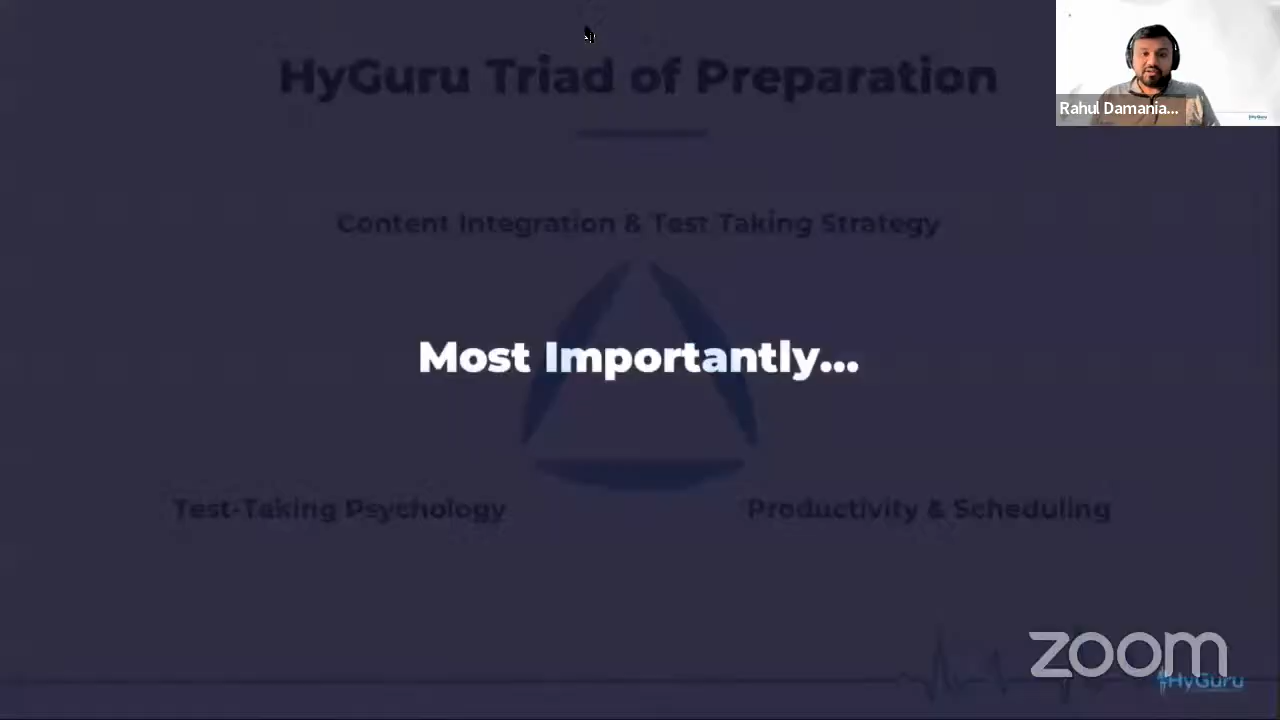 HyGuru Triad of Preparation
Rahul Damania...
Content Integration & Test Taking Strategy
Most Importantly...
Test-Taking Psychology
Productivity & Scheduling
zoom
HyGuru